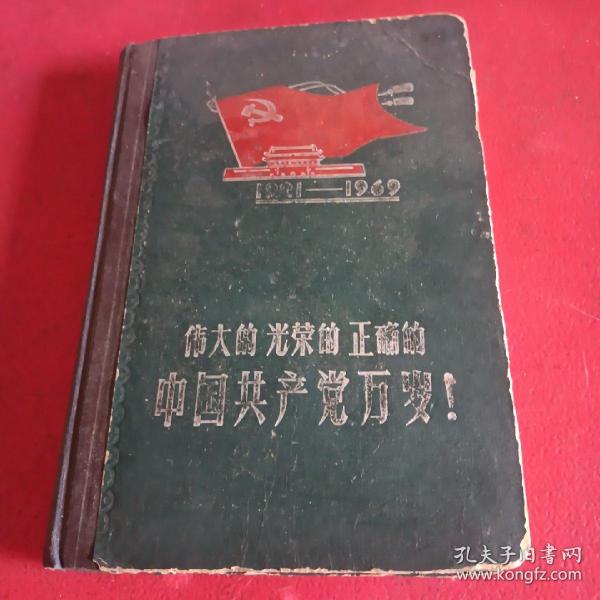 1921—1969
伟大的 光荣的 正确的
中国共产党万岁！
孔夫子旧書网
www.kongfz.com